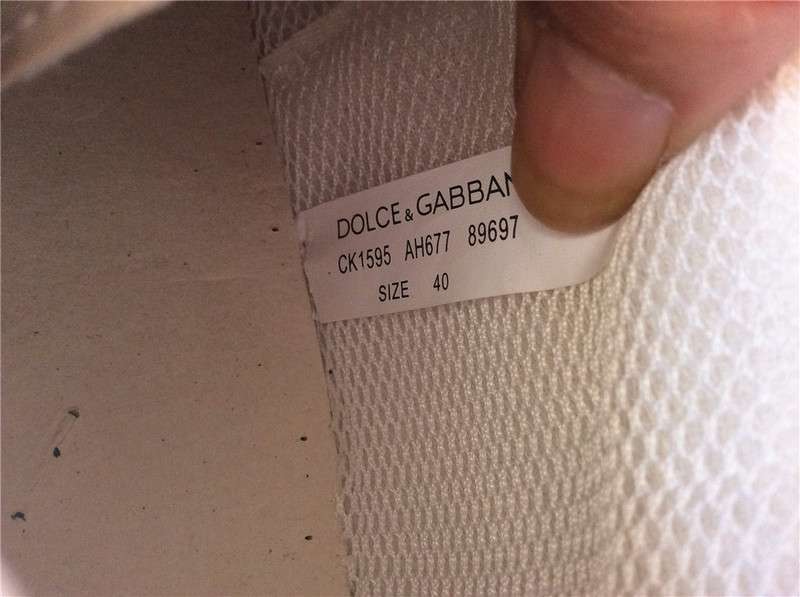 DOLCE & GABBAN
CK1595 AH677 89697
SIZE 40